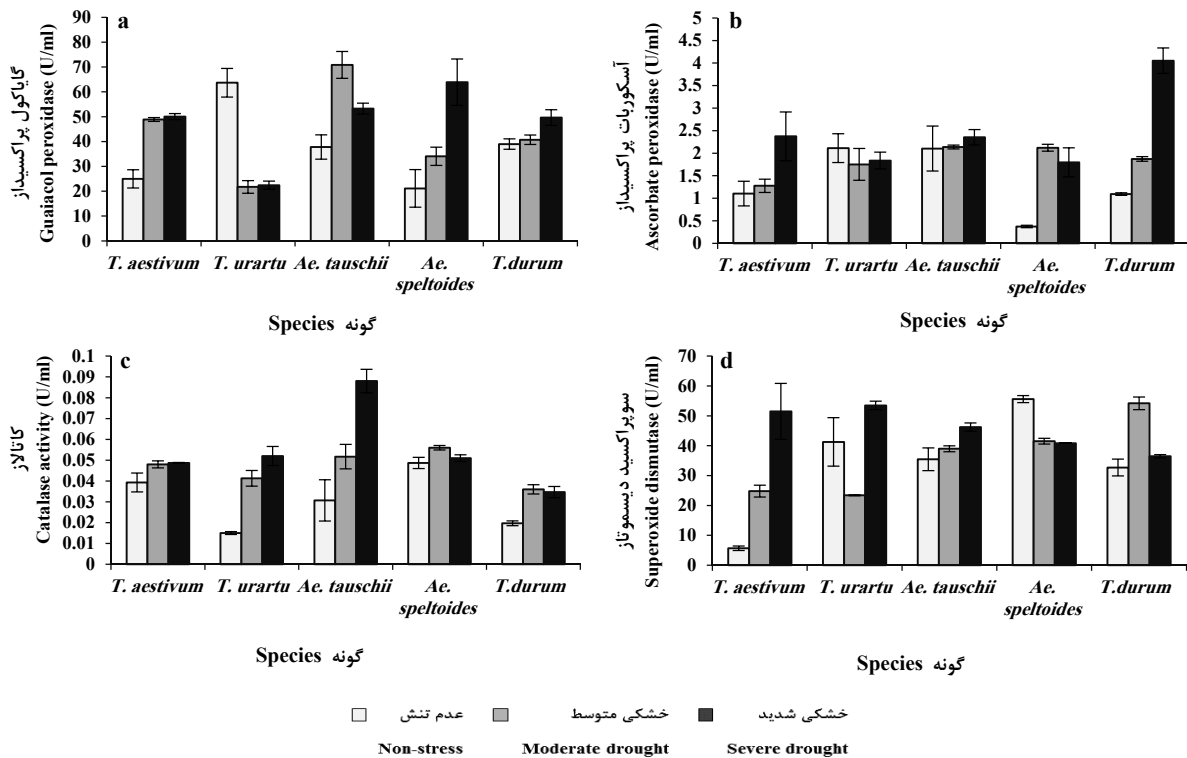 a
گایاکول پراکسیداز
Guaiacol peroxidase (U/ml)
90
80
70
60
50
40
30
20
10
0
T. aestivum
T. urartu
Ae. tauschii
Ae.
speltoides
T.durum
Species گونه
b
آسکوربات پراکسیداز
Ascorbate peroxidase (U/ml)
5
4.5
4
3.5
3
2.5
2
1.5
1
0.5
0
T. aestivum
T. urartu
Ae. tauschii
Ae.
speltoides
T.durum
Species گونه
c
کاتالاز
Catalase activity (U/ml)
0.1
0.09
0.08
0.07
0.06
0.05
0.04
0.03
0.02
0.01
0
T. aestivum
T. urartu
Ae. tauschii
Ae.
speltoides
T.durum
Species گونه
d
سوپراکسید دیسموتاز
Superoxide dismutase (U/ml)
70
60
50
40
30
20
10
0
T. aestivum
T. urartu
Ae. tauschii
Ae.
speltoides
T.durum
Species گونه
عدم تنش
خشکی متوسط
خشکی شدید
Non-stress
Moderate drought
Severe drought